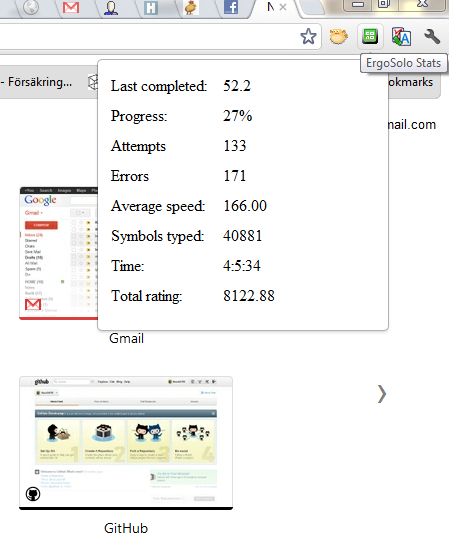 N
ErgoSolo Stats
- Försäkring...
okmarks
mail.com
Last completed: 52.2
Progress: 27%
Attempts 133
Errors 171
Average speed: 166.00
Symbols typed: 40881
Time: 4:5:34
Total rating: 8122.88
Google
Gmail
Gmail
github
GitHub